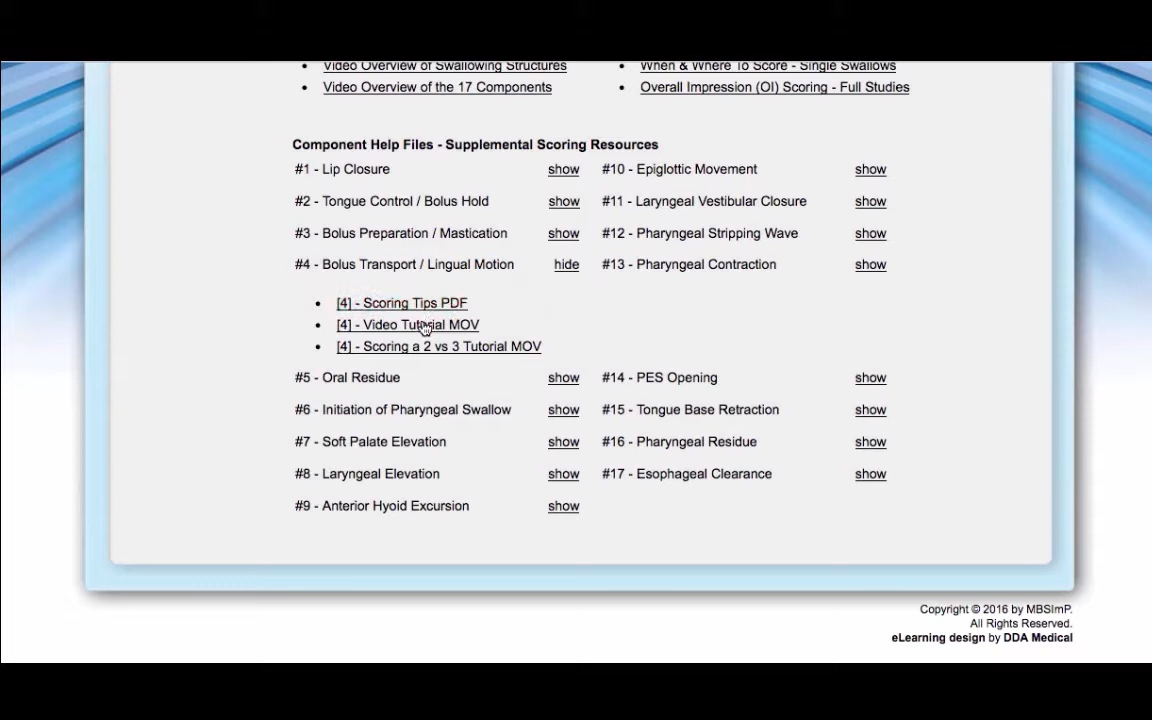 Video Overview of Swallowing Structures
When & Where To Score - Single Swallows
Video Overview of the 17 Components
Overall Impression (OI) Scoring - Full Studies
Component Help Files - Supplemental Scoring Resources
#1 - Lip Closure show
#10 - Epiglottic Movement show
#2 - Tongue Control / Bolus Hold show
#11 - Laryngeal Vestibular Closure show
#3 - Bolus Preparation / Mastication show
#12 - Pharyngeal Stripping Wave show
#4 - Bolus Transport / Lingual Motion hide
#13 - Pharyngeal Contraction show
[4] - Scoring Tips PDF
[4] - Video Tutorial MOV
[4] - Scoring a 2 vs 3 Tutorial MOV
#5 - Oral Residue show
#14 - PES Opening show
#6 - Initiation of Pharyngeal Swallow show
#15 - Tongue Base Retraction show
#7 - Soft Palate Elevation show
#16 - Pharyngeal Residue show
#8 - Laryngeal Elevation show
#17 - Esophageal Clearance show
#9 - Anterior Hyoid Excursion show
Copyright © 2016 by MBSImP.
All Rights Reserved.
eLearning design by DDA Medical